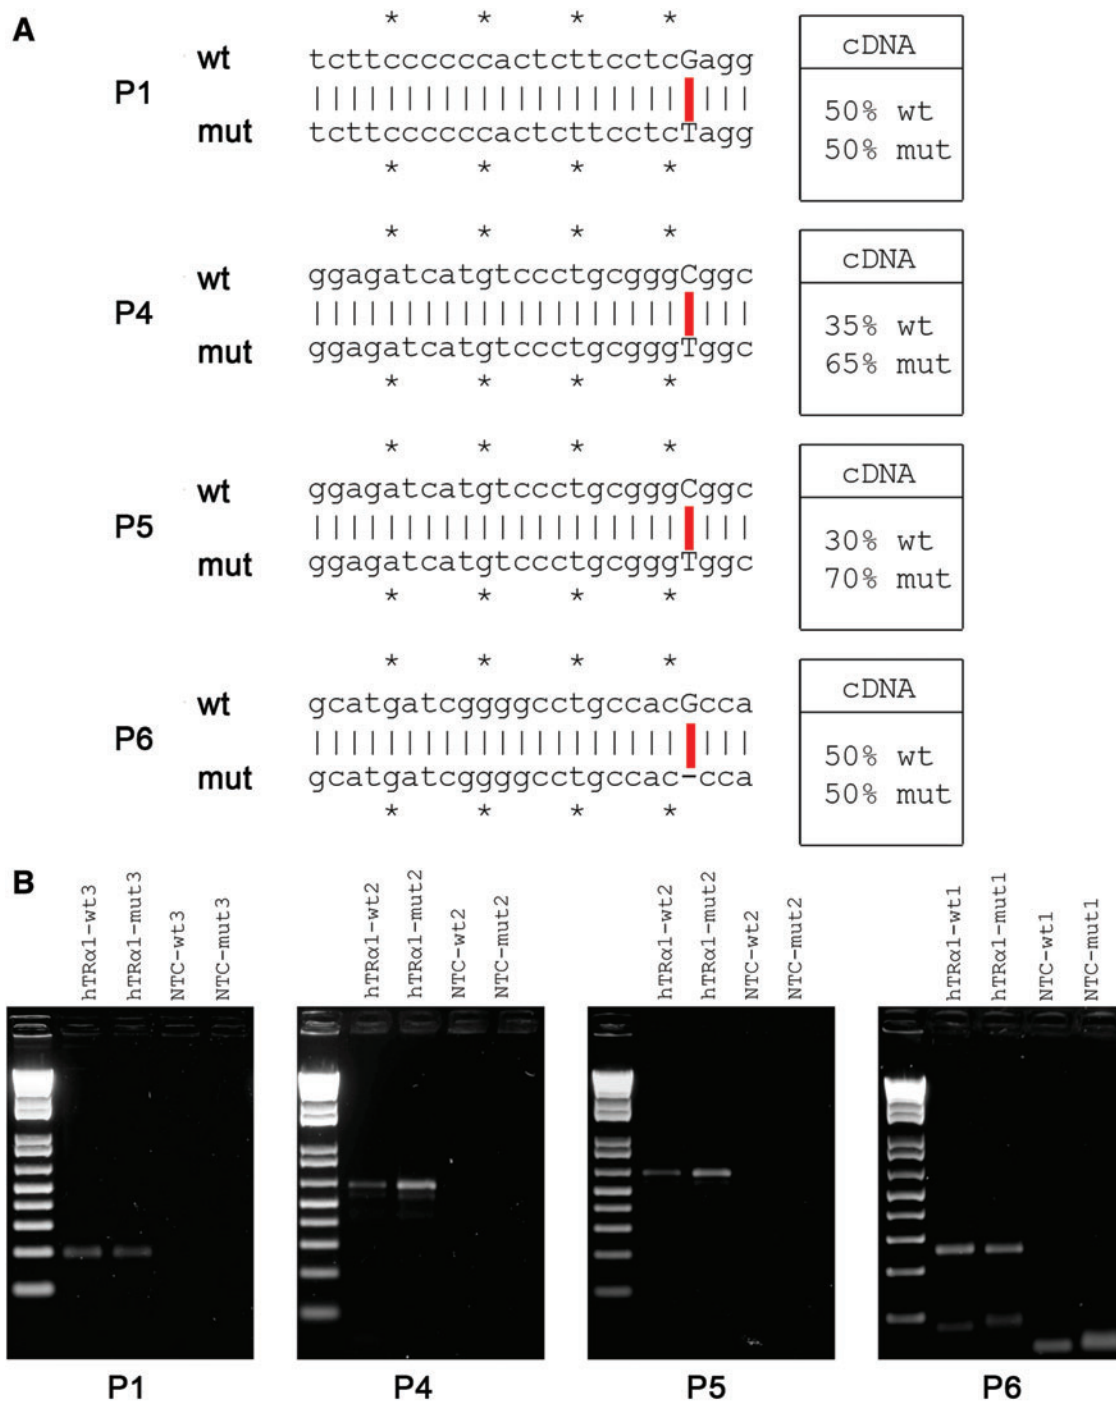 A
* * * *
wt tcttccccccactcttcctcGagg
P1
mut tcttccccccactcttcctcTagg
* * * *
cDNA
50% wt
50% mut
* * * *
wt ggagatcatgtccctgcgggCggc
P4
mut ggagatcatgtccctgcgggTggc
* * * *
cDNA
35% wt
65% mut
* * * *
wt ggagatcatgtccctgcgggCggc
P5
mut ggagatcatgtccctgcgggTggc
* * * *
cDNA
30% wt
70% mut
* * * *
wt gcatgatcggggcctgccacGcca
P6
mut gcatgatcggggcctgccac-cca
* * * *
cDNA
50% wt
50% mut
B
hTRα1-wt3
hTRα1-mut3
NTC-wt3
NTC-mut3
hTRα1-wt2
hTRα1-mut2
NTC-wt2
NTC-mut2
hTRα1-wt2
hTRα1-mut2
NTC-wt2
NTC-mut2
hTRα1-wt1
hTRα1-mut1
NTC-wt1
NTC-mut1
P1
P4
P5
P6